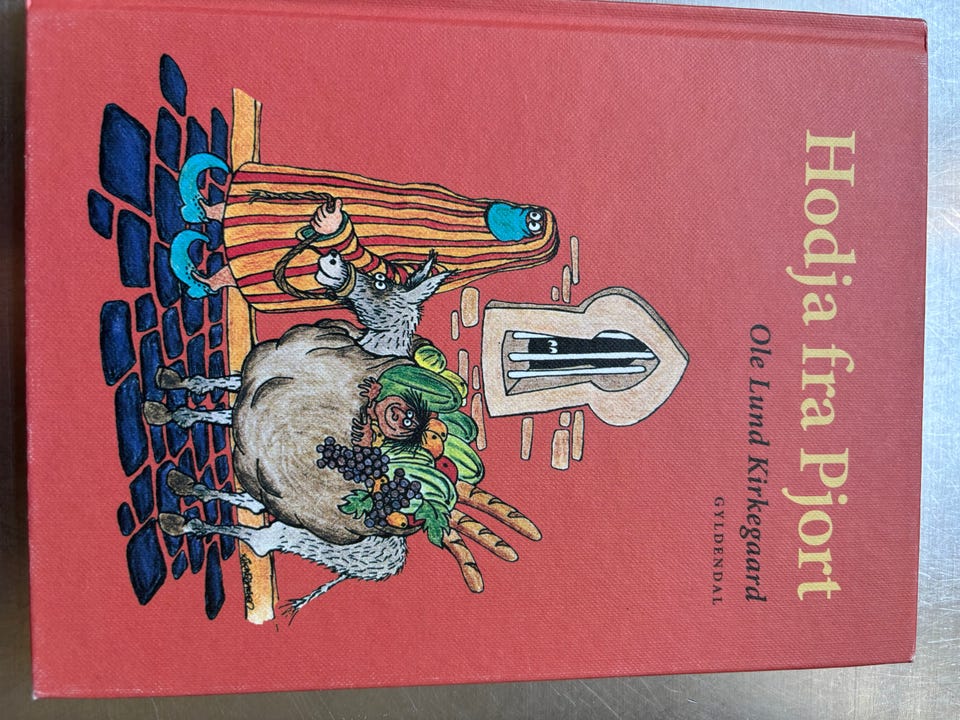 Hodja fra Pjort
Ole Lund Kirkegaard
GYLDENDAL